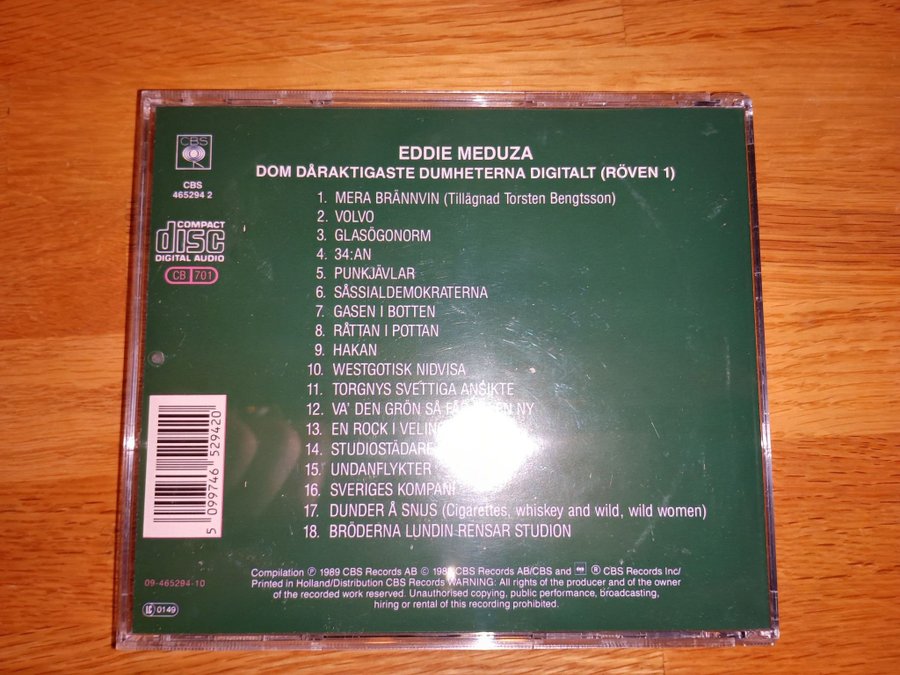 CBS
CBS
465294 2
COMPACT
disc
DIGITAL AUDIO
CB 701
EDDIE MEDUZA
DOM DÅRAKTIGASTE DUMHETERNA DIGITALT (RÖVEN 1)
1. MERA BRÄNNVIN (Tillägnad Torsten Bengtsson)
2. VOLVO
3. GLASÖGONORM
4. 34:AN
5. PUNKJÄVLAR
6. SÅSSIALDEMOKRATERNA
7. GASEN I BOTTEN
8. RÅTTAN I POTTAN
9. HAKAN
10. WESTGOTISK NIDVISA
11. TORGNYS SVETTIGA ANSIKTE
12. VA' DEN GRÖN SÅ NY
13. EN ROCK I
14.
15. UNDANFLYKTER
16. SVERIGES KOMPANI
17. DUNDER Å SNUS (Cigarettes, whiskey and wild, wild women)
18. BRÖDERNA LUNDIN RENSAR STUDION
5 099746 529420
Compilation ℗ 1989 CBS Records AB © CBS Records AB/CBS and ® CBS Records Inc/
Printed in Holland/Distribution CBS Records WARNING: All rights of the producer and of the owner
of the recorded work reserved. Unauthorised copying, public performance, broadcasting,
hiring or rental of this recording prohibited.
09-465294-10
0149